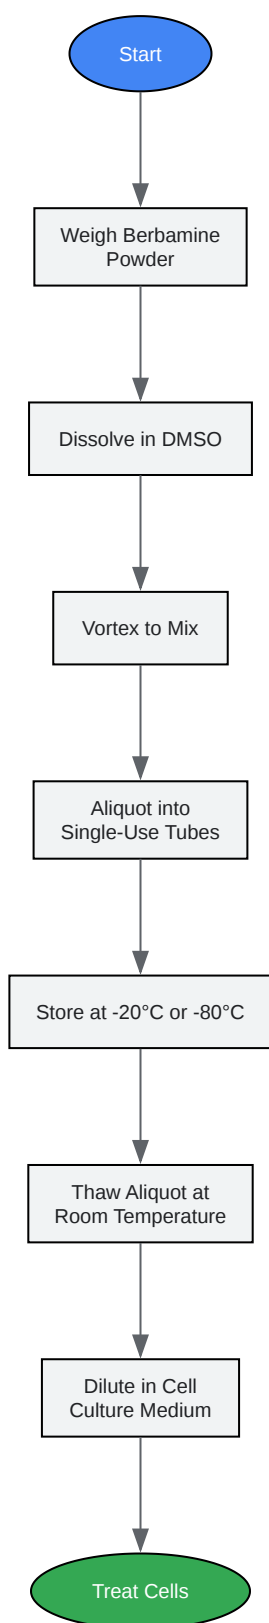 Start
Weigh Berbamine
Powder
Dissolve in DMSO
Vortex to Mix
Aliquot into
Single-Use Tubes
Store at -20°C or -80°C
Thaw Aliquot at
Room Temperature
Dilute in Cell
Culture Medium
Treat Cells